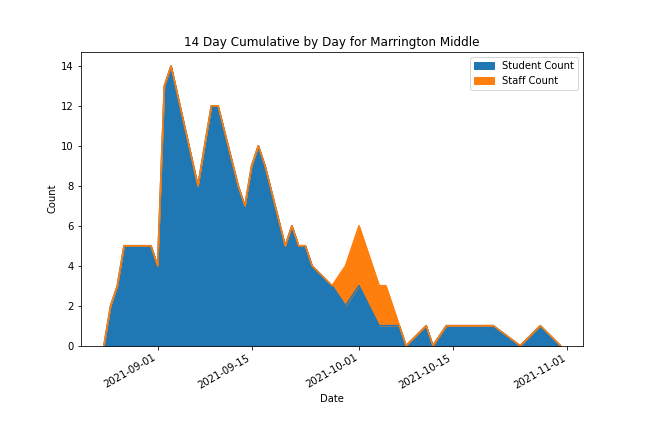 14 Day Cumulative by Day for Marrington Middle
Student Count
Staff Count
14
12
10
8
6
4
2
0
Count
2021-09-01
2021-09-15
2021-10-01
2021-10-15
2021-11-01
Date